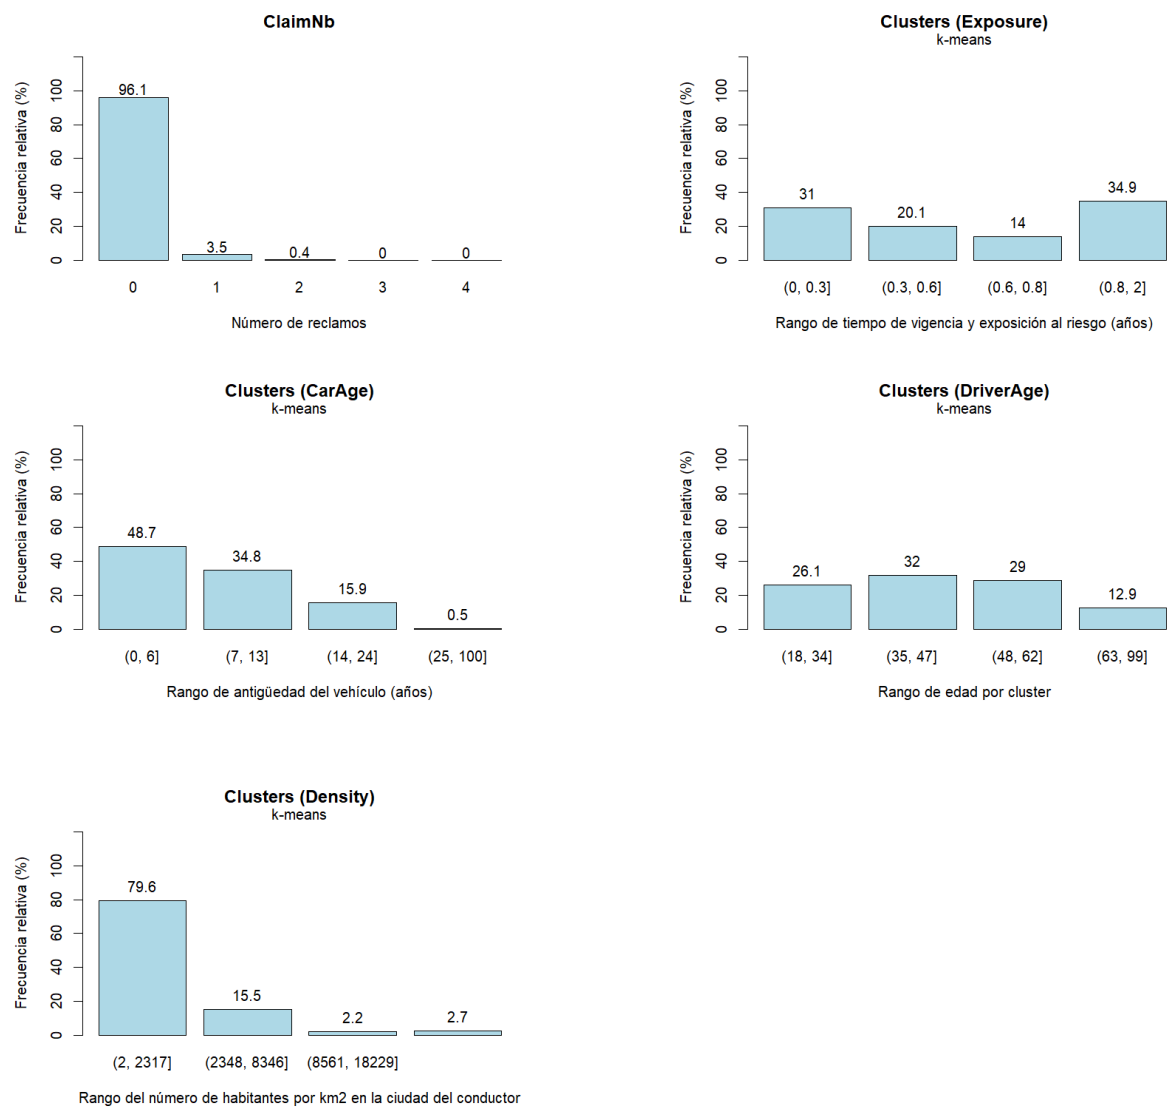 ClaimNb
Frecuencia relativa (%)
0 20 40 60 80 100
96.1 3.5 0.4 0 0
0 1 2 3 4
Número de reclamos
Clusters (Exposure)
k-means
Frecuencia relativa (%)
0 20 40 60 80 100
31 20.1 14 34.9
(0, 0.3] (0.3, 0.6] (0.6, 0.8] (0.8, 2]
Rango de tiempo de vigencia y exposición al riesgo (años)
Clusters (CarAge)
k-means
Frecuencia relativa (%)
0 20 40 60 80 100
48.7 34.8 15.9 0.5
(0, 6] (7, 13] (14, 24] (25, 100]
Rango de antigüedad del vehículo (años)
Clusters (DriverAge)
k-means
Frecuencia relativa (%)
0 20 40 60 80 100
26.1 32 29 12.9
(18, 34] (35, 47] (48, 62] (63, 99]
Rango de edad por cluster
Clusters (Density)
k-means
Frecuencia relativa (%)
0 20 40 60 80 100
79.6 15.5 2.2 2.7
(2, 2317] (2348, 8346] (8561, 18229]
Rango del número de habitantes por km2 en la ciudad del conductor